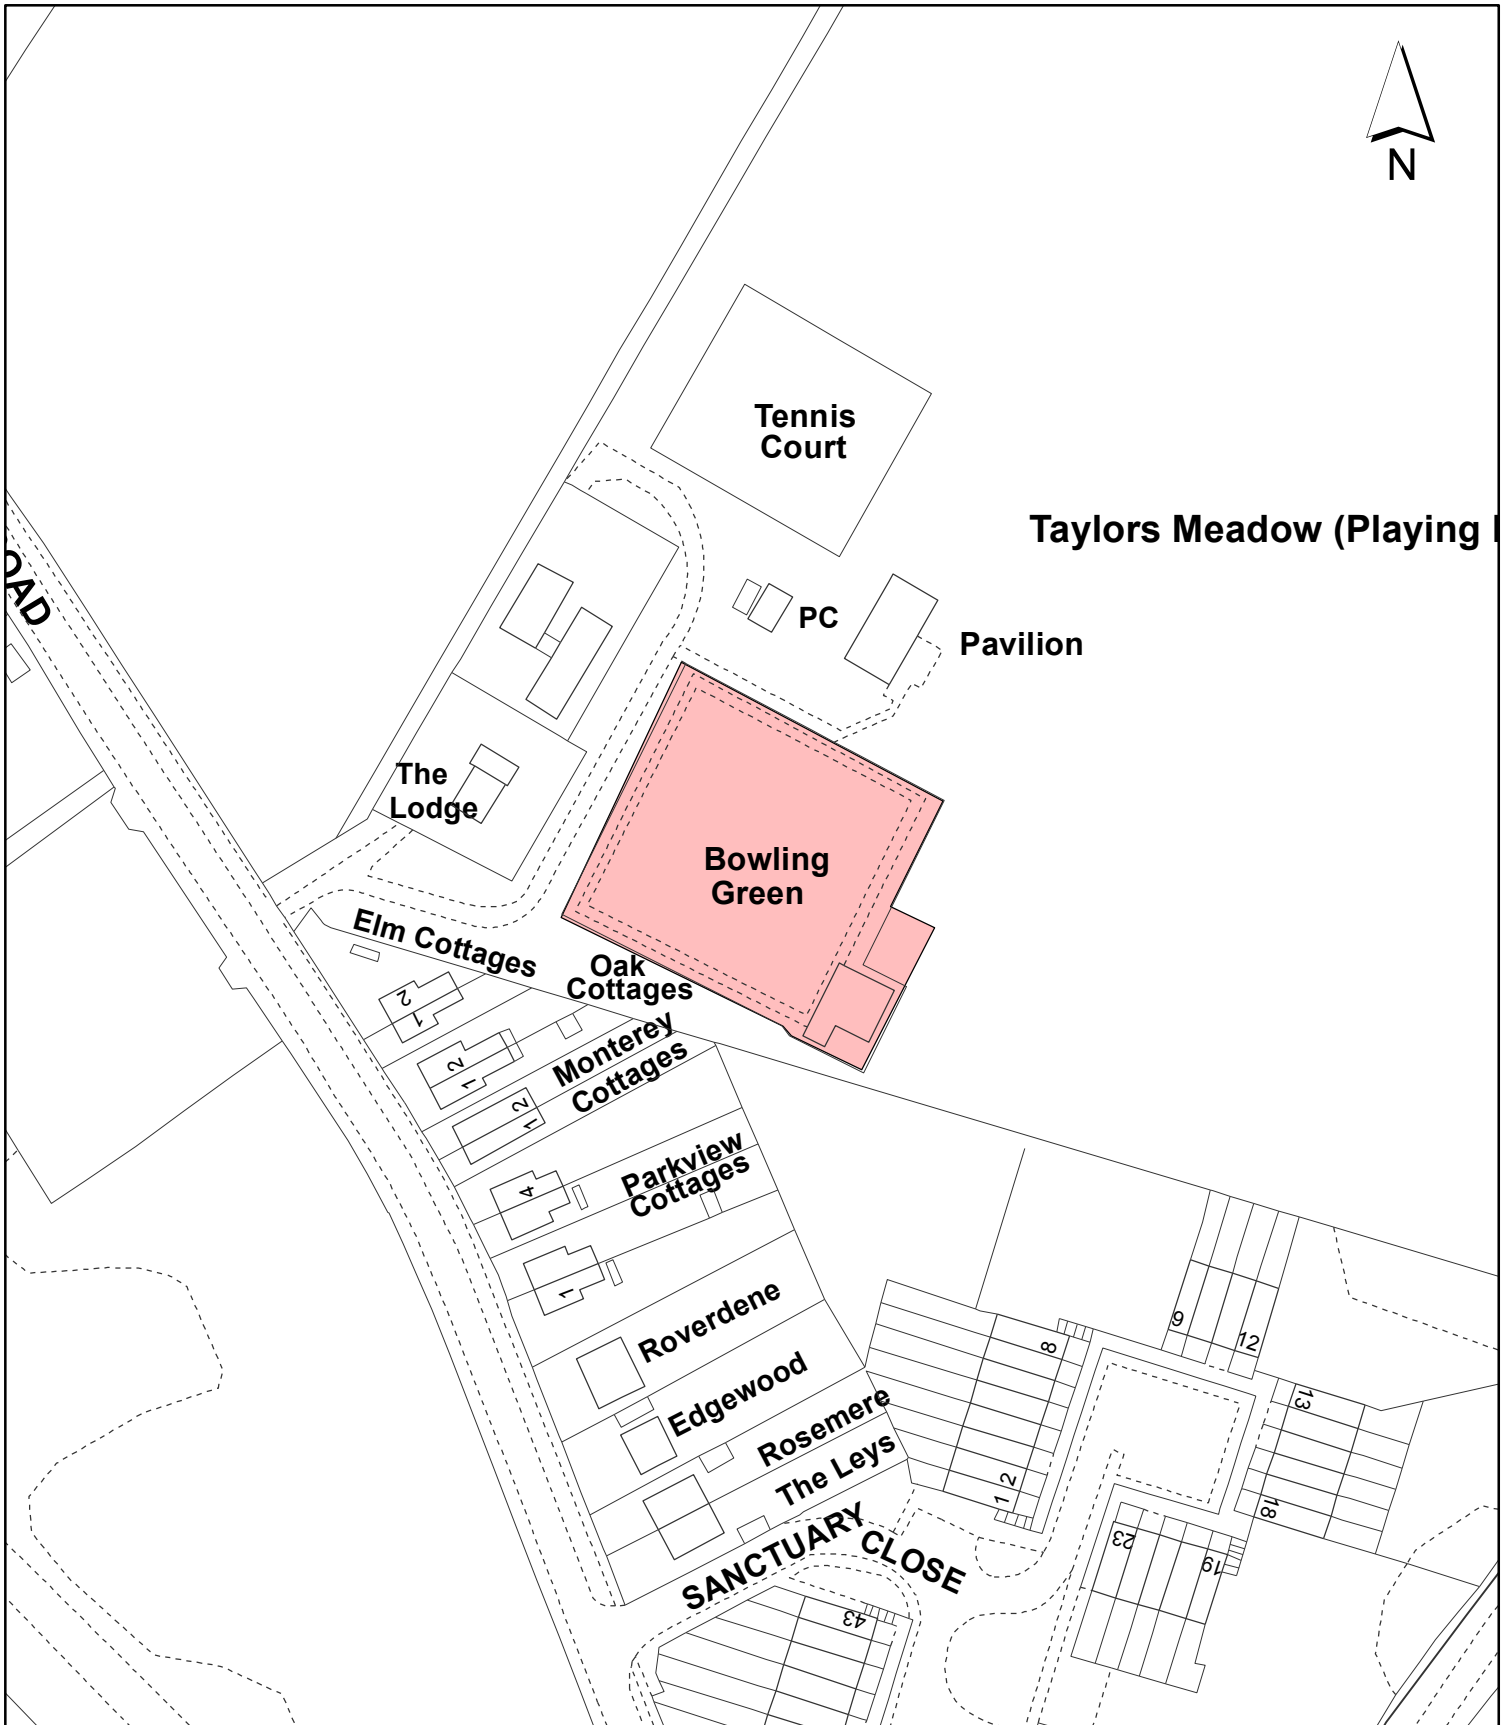 N
Tennis
Court
Taylors Meadow (Playing
OAD
PC
Pavilion
The
Lodge
Bowling
Green
Elm Cottages
Oak
Cottages
2
1
Monterey
Cottages
2
1
2
1
Parkview
Cottages
4
1
Roverdene
Edgewood
Rosemere
The Leys
SANCTUARY CLOSE
8
2
1
9
12
13
18
23
19
43